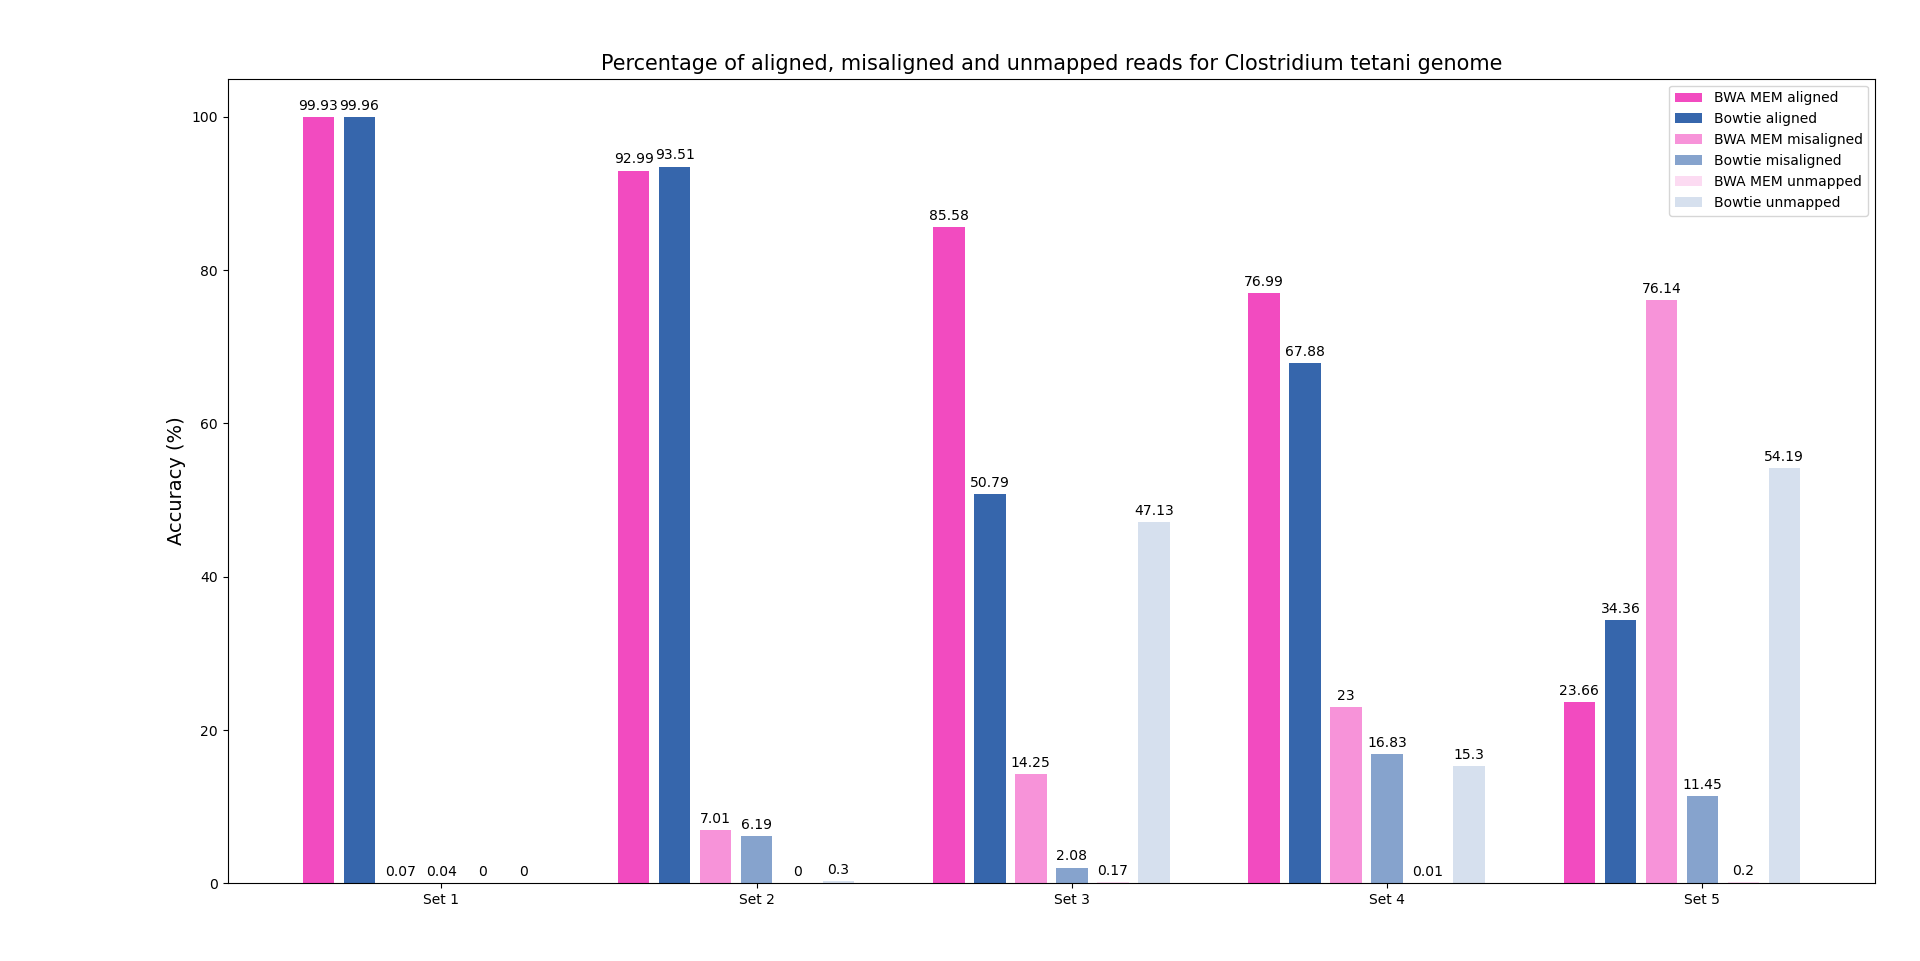 Percentage of aligned, misaligned and unmapped reads for Clostridium tetani genome
BWA MEM aligned
Bowtie aligned
BWA MEM misaligned
Bowtie misaligned
BWA MEM unmapped
Bowtie unmapped
Accuracy (%)
100
80
60
40
20
0
99.93 99.96 0.07 0.04 0 0
92.99 93.51 7.01 6.19 0 0.3
85.58 50.79 14.25 2.08 0.17 47.13
76.99 67.88 23 16.83 0.01 15.3
23.66 34.36 76.14 11.45 0.2 54.19
Set 1 Set 2 Set 3 Set 4 Set 5